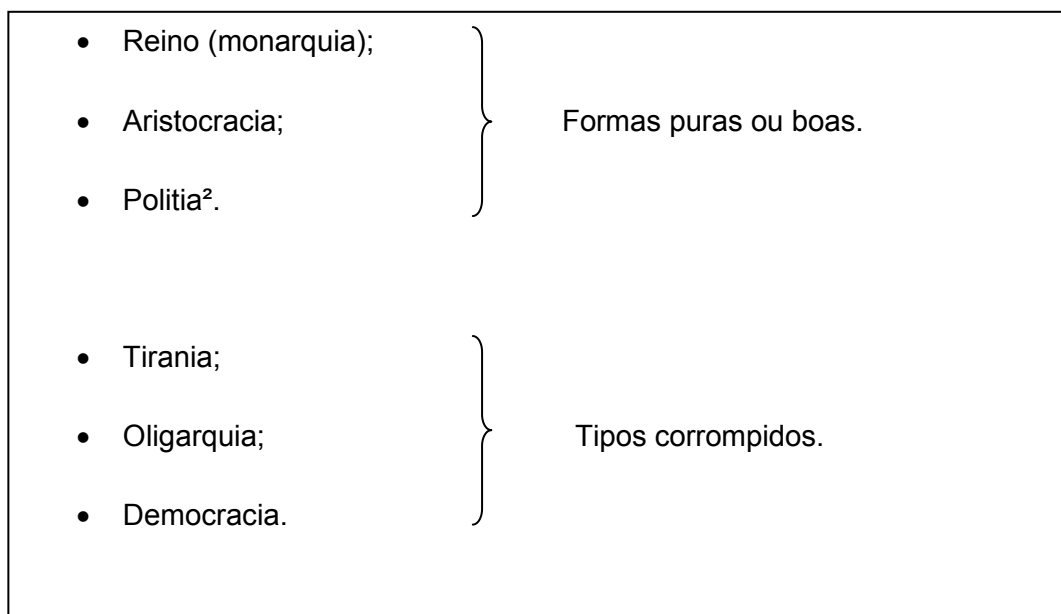 • Reino (monarquia);
• Aristocracia; Formas puras ou boas.
• Politia².
• Tirania;
• Oligarquia; Tipos corrompidos.
• Democracia.